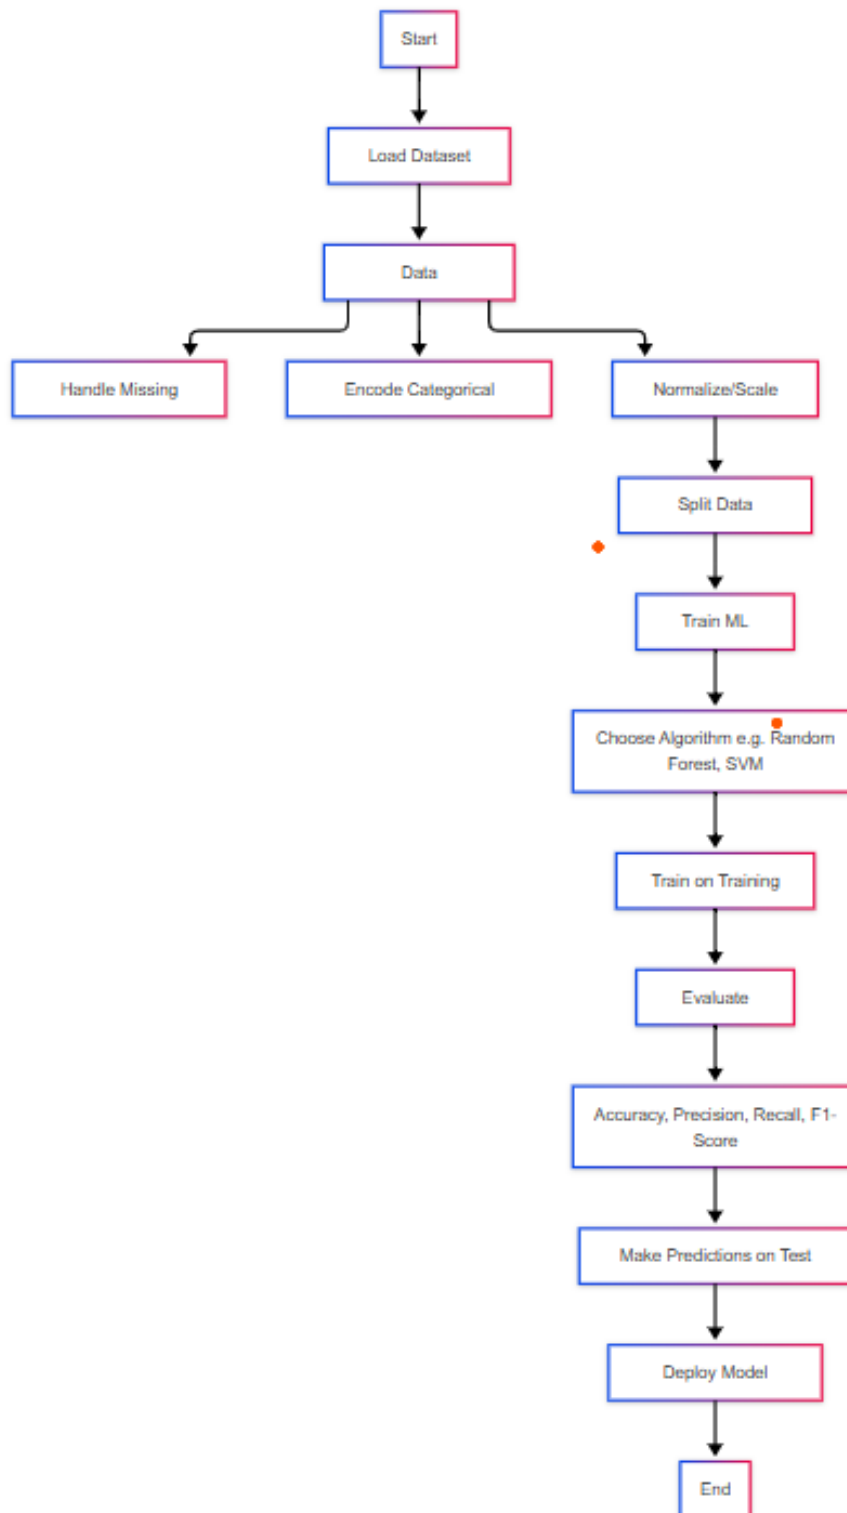 Start
Load Dataset
Data
Handle Missing
Encode Categorical
Normalize/Scale
Split Data
Train ML
Choose Algorithm e.g. Random
Forest, SVM
Train on Training
Evaluate
Accuracy, Precision, Recall, F1-
Score
Make Predictions on Test
Deploy Model
End